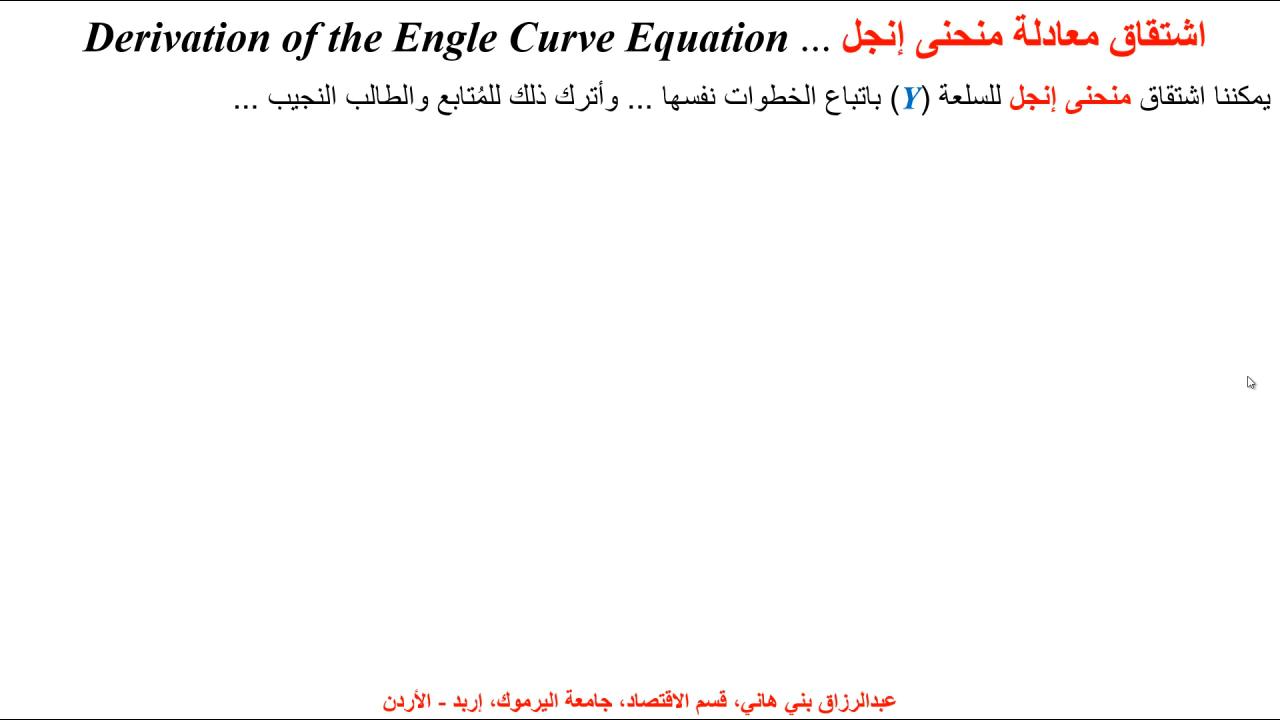 اشتقاق معادلة منحنى إنجل ... Derivation of the Engle Curve Equation
يمكننا اشتقاق منحنى إنجل للسلعة (Y) باتباع الخطوات نفسها ... وأترك ذلك للمُتابع والطالب النجيب ...
عبدالرزاق بني هاني، قسم الاقتصاد، جامعة اليرموك، إربد - الأردن